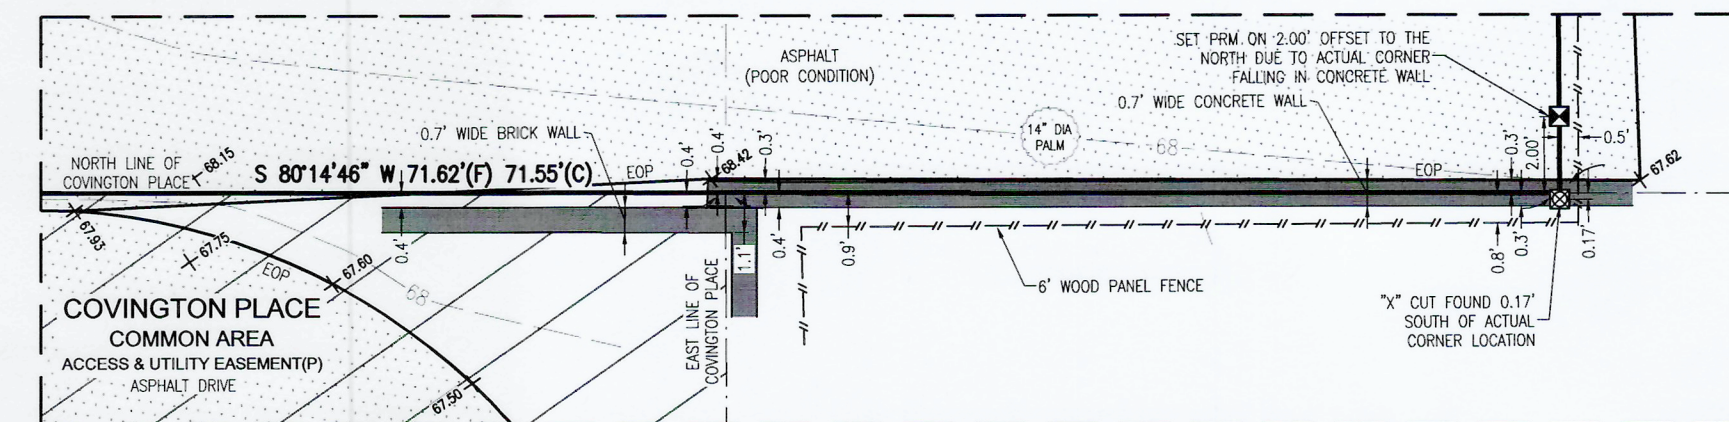 ASPHALT
(POOR CONDITION)
SET PRM ON 2.00' OFFSET TO THE
NORTH DUE TO ACTUAL CORNER
FALLING IN CONCRETE WALL
0.7' WIDE CONCRETE WALL
0.7' WIDE BRICK WALL
14" DIA
PALM
68
NORTH LINE OF
COVINGTON PLACE
68.15
S 80°14'46" W 71.62'(F) 71.55'(C)
EOP
0.4'
0.4'
68.42
0.3'
EOP
0.3'
2.00'
0.5'
67.62
67.93
67.75
EOP
67.60
68
0.4'
1.1'
0.4'
0.9'
0.8'
0.3'
0.17'
COVINGTON PLACE
COMMON AREA
ACCESS & UTILITY EASEMENT(P)
ASPHALT DRIVE
67.50
EAST LINE OF
COVINGTON PLACE
6' WOOD PANEL FENCE
"X" CUT FOUND 0.17'
SOUTH OF ACTUAL
CORNER LOCATION